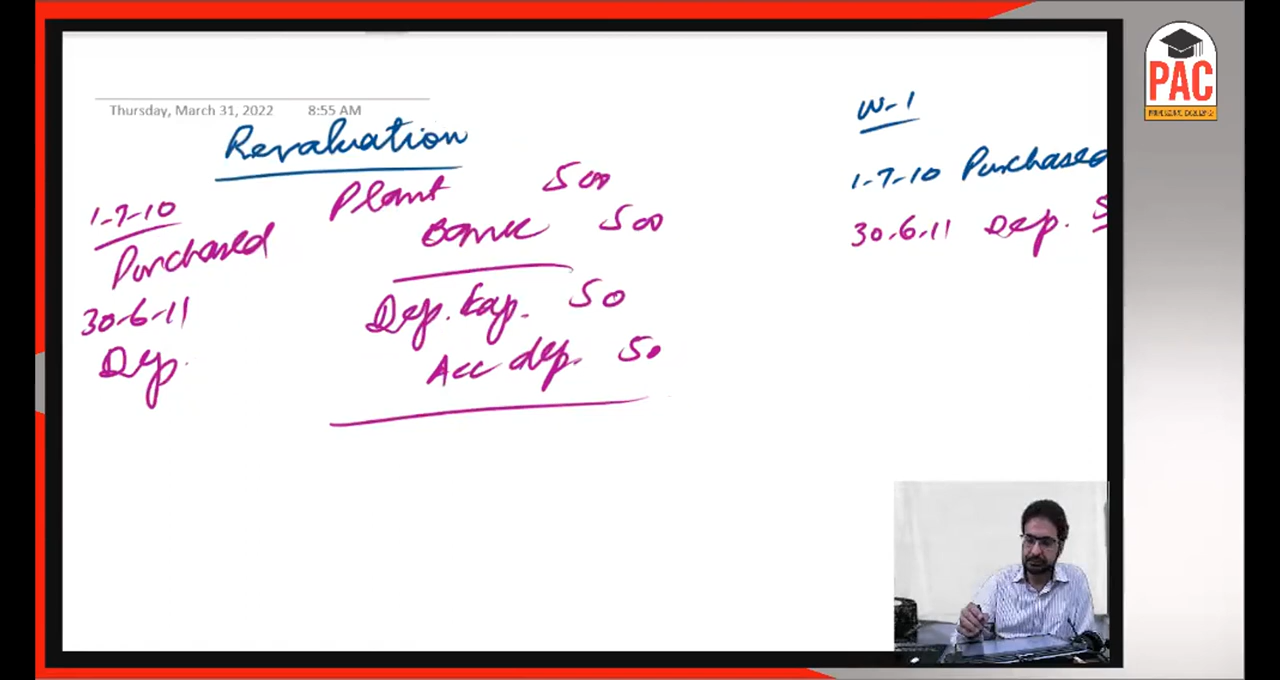 Thursday, March 31, 2022 8:55 AM
Revaluation
1-7-10
Purchased
Plant 500
Bank 500
30-6-11
Dep.
Dep. Exp. 50
Acc dep. 50
W-1
1-7-10 Purchased
30-6-11 Dep. 5
PAC